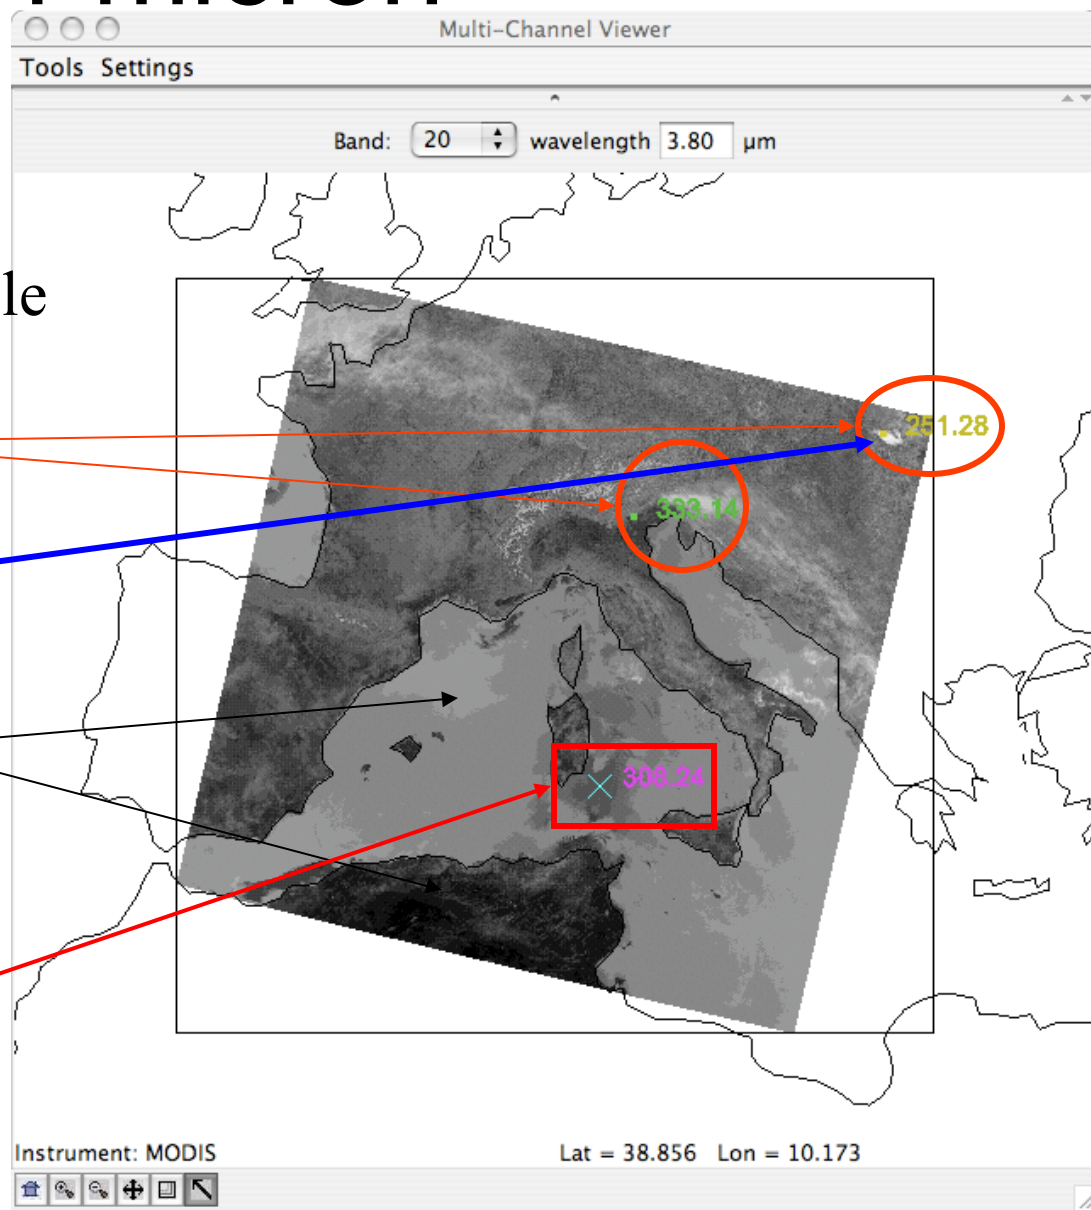 Multi-Channel Viewer
Tools Settings
Band: 20 wavelength 3.80 µm
le
251.28
333.14
308.24
Instrument: MODIS Lat = 38.856 Lon = 10.173